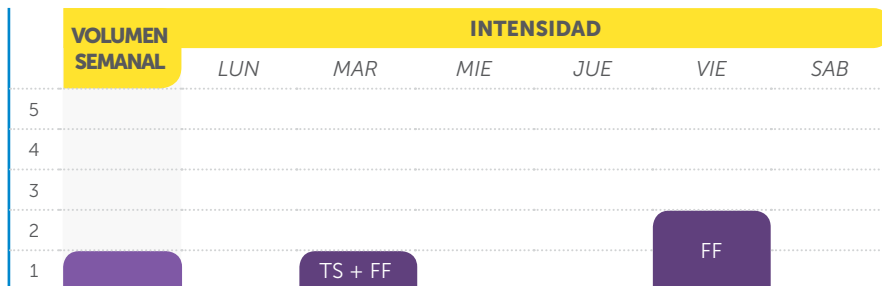 VOLUMEN
SEMANAL
INTENSIDAD
LUN MAR MIE JUE VIE SAB
5
4
3
2
FF
1
TS + FF